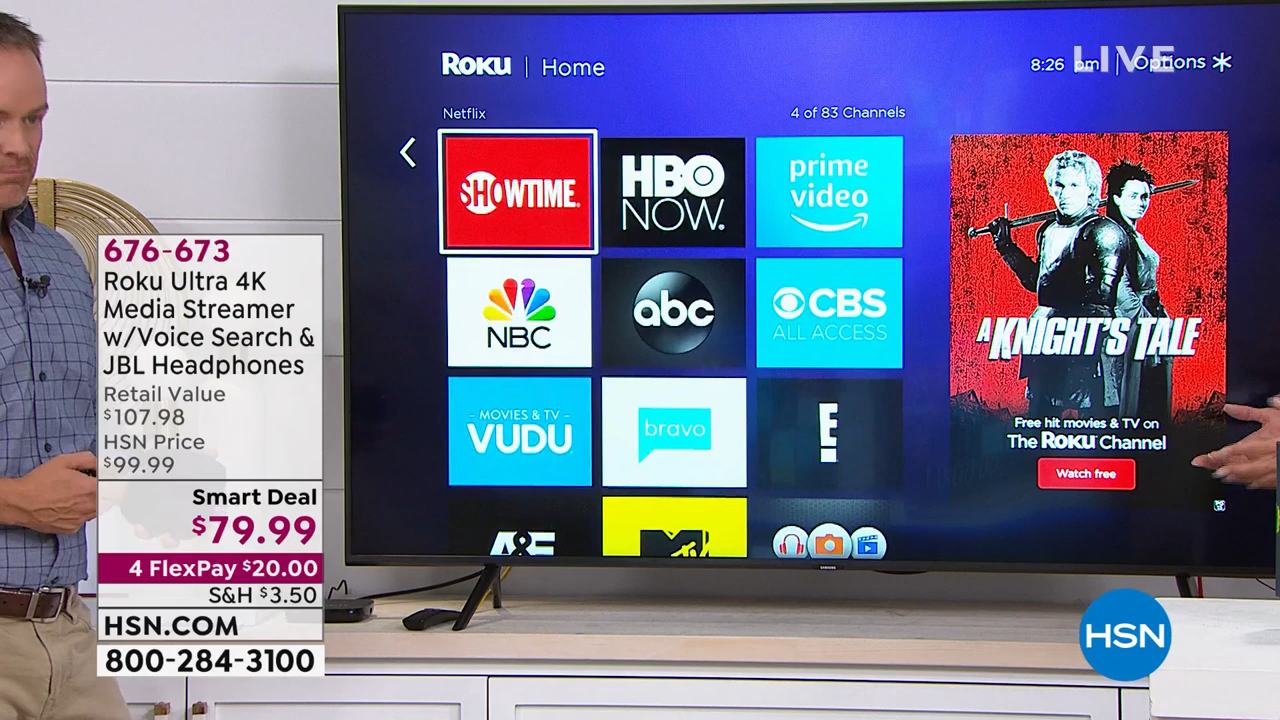 676-673
Roku Ultra 4K
Media Streamer
w/Voice Search &
JBL Headphones
Retail Value
$107.98
HSN Price
$99.99
Smart Deal
$79.99
4 FlexPay $20.00
S&H $3.50
HSN.COM
800-284-3100
Roku | Home
8:26 pm | Options
LIVE
Netflix
4 of 83 Channels
SHOWTIME.
HBO
NOW.
prime
video
NBC
abc
CBS
ALL ACCESS
- MOVIES & TV -
VUDU
bravo
E
A&E
MTV
A KNIGHT'S TALE
Free hit movies & TV on
The Roku Channel
Watch free
SAMSUNG
HSN